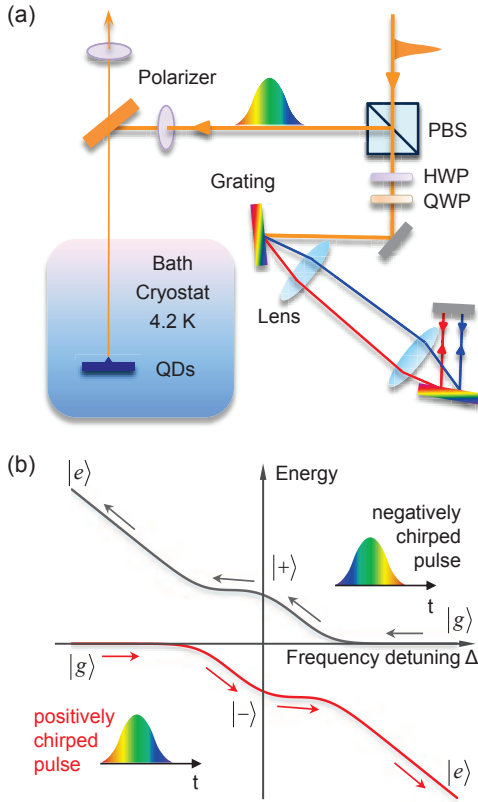 (a)
Polarizer
PBS
HWP
QWP
Grating
Bath
Cryostat
4.2 K
Lens
QDs
(b)
|e⟩
Energy
negatively
chirped
pulse
|+⟩
t
|g⟩
|g⟩
Frequency detuning Δ
|−⟩
positively
chirped
pulse
t
|e⟩